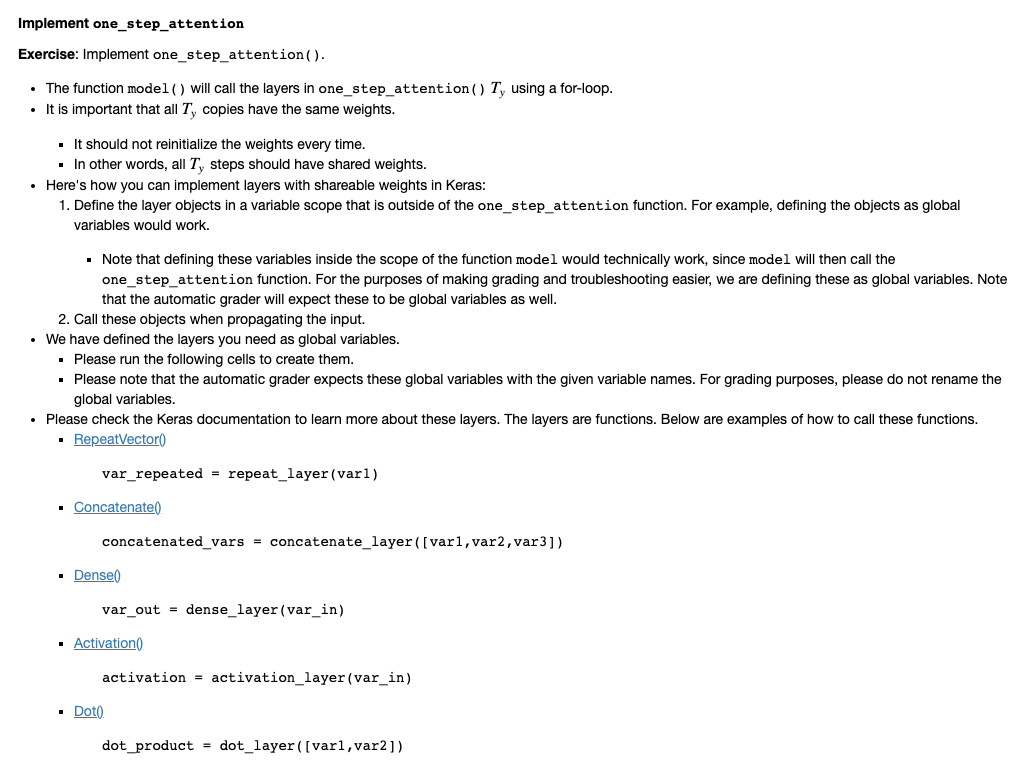 Implement one_step_attention
Exercise: Implement one_step_attention().
• The function model() will call the layers in one_step_attention() Ty using a for-loop.
• It is important that all Ty copies have the same weights.
▪ It should not reinitialize the weights every time.
▪ In other words, all Ty steps should have shared weights.
• Here's how you can implement layers with shareable weights in Keras:
1. Define the layer objects in a variable scope that is outside of the one_step_attention function. For example, defining the objects as global
variables would work.
▪ Note that defining these variables inside the scope of the function model would technically work, since model will then call the
one_step_attention function. For the purposes of making grading and troubleshooting easier, we are defining these as global variables. Note
that the automatic grader will expect these to be global variables as well.
2. Call these objects when propagating the input.
• We have defined the layers you need as global variables.
▪ Please run the following cells to create them.
▪ Please note that the automatic grader expects these global variables with the given variable names. For grading purposes, please do not rename the
global variables.
• Please check the Keras documentation to learn more about these layers. The layers are functions. Below are examples of how to call these functions.
▪ RepeatVector()
var_repeated = repeat_layer(var1)
▪ Concatenate()
concatenated_vars = concatenate_layer([var1,var2,var3])
▪ Dense()
var_out = dense_layer(var_in)
▪ Activation()
activation = activation_layer(var_in)
▪ Dot()
dot_product = dot_layer([var1,var2])